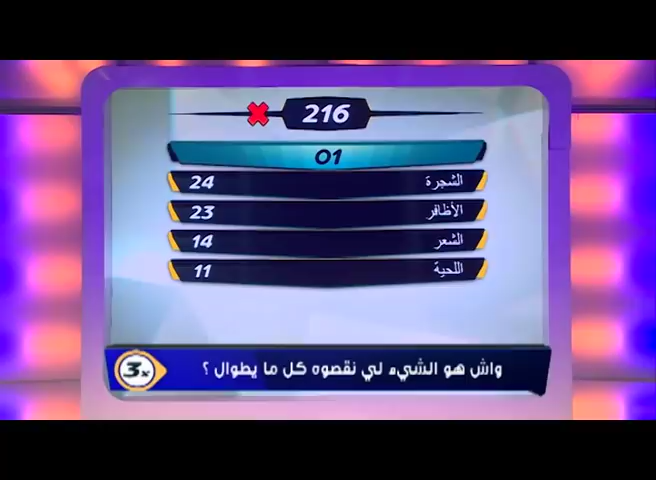 216
01
الشجرة 24
الأظافر 23
الشعر 14
اللحية 11
واش هو الشيء لي نقصوه كل ما يطوال ؟
3x